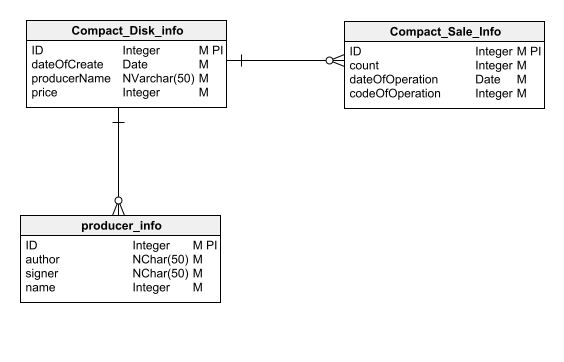 Compact_Disk_info
ID Integer M PI
dateOfCreate Date M
producerName NVarchar(50) M
price Integer M
Compact_Sale_Info
ID Integer M PI
count Integer M
dateOfOperation Date M
codeOfOperation Integer M
producer_info
ID Integer M PI
author NChar(50) M
signer NChar(50) M
name Integer M